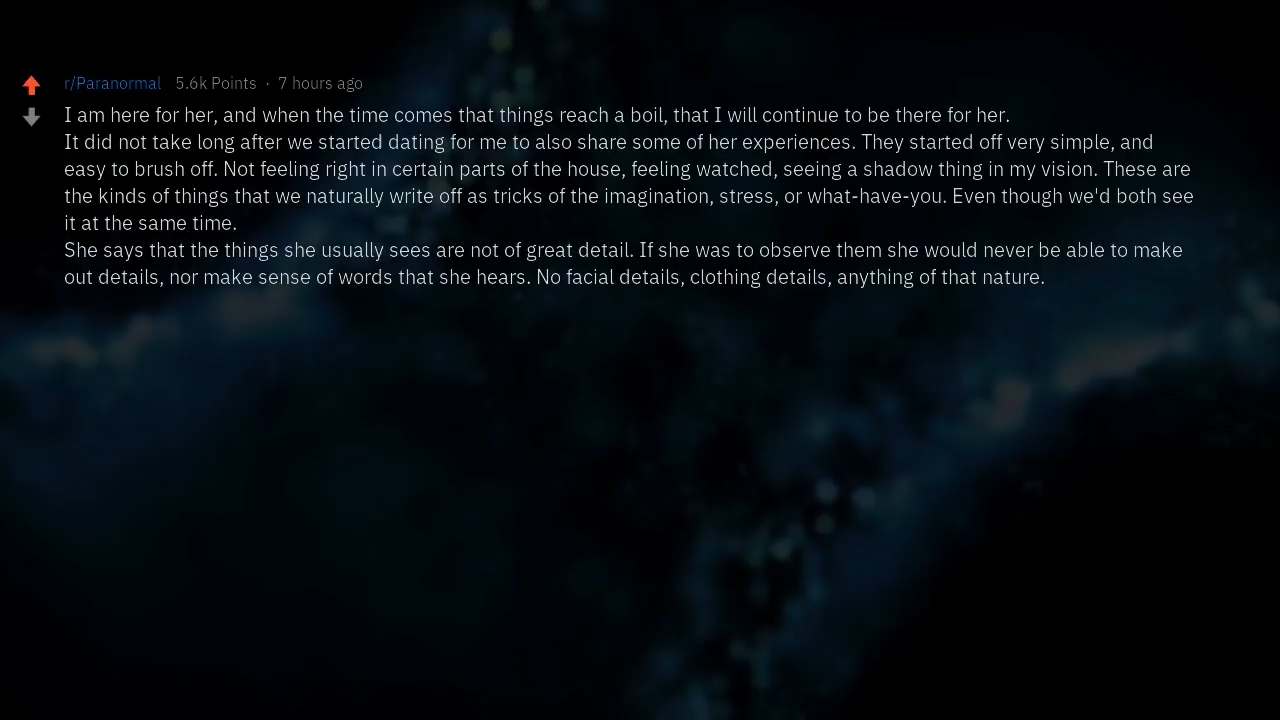 r/Paranormal 5.6k Points · 7 hours ago
I am here for her, and when the time comes that things reach a boil, that I will continue to be there for her.
It did not take long after we started dating for me to also share some of her experiences. They started off very simple, and
easy to brush off. Not feeling right in certain parts of the house, feeling watched, seeing a shadow thing in my vision. These are
the kinds of things that we naturally write off as tricks of the imagination, stress, or what-have-you. Even though we'd both see
it at the same time.
She says that the things she usually sees are not of great detail. If she was to observe them she would never be able to make
out details, nor make sense of words that she hears. No facial details, clothing details, anything of that nature.